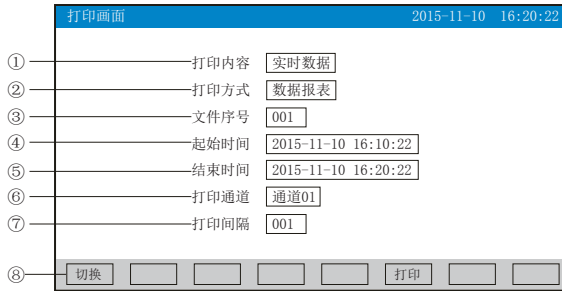 打印画面 2015-11-10 16:20:22
① 打印内容 实时数据
② 打印方式 数据报表
③ 文件序号 001
④ 起始时间 2015-11-10 16:10:22
⑤ 结束时间 2015-11-10 16:20:22
⑥ 打印通道 通道01
⑦ 打印间隔 001
⑧ 切换 打印